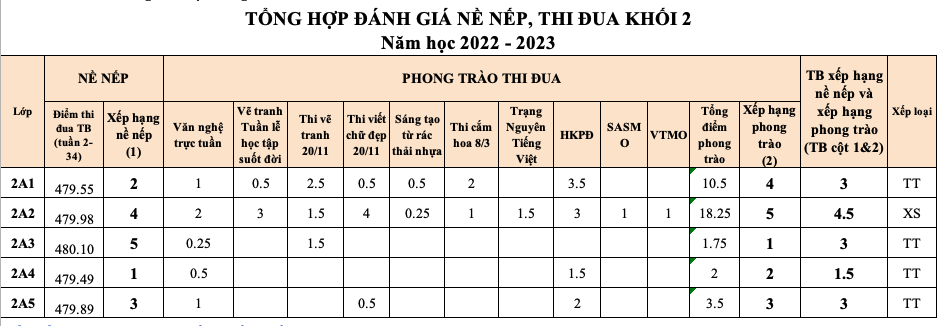 TỔNG HỢP ĐÁNH GIÁ NỀ NẾP, THI ĐUA KHỐI 2
Năm học 2022 - 2023
Lớp NỀ NẾP PHONG TRÀO THI ĐUA TB xếp hạng nề nếp và xếp hạng phong trào (TB cột 1&2) Xếp loại
Điểm thi đua TB (tuần 2-34) Xếp hạng nề nếp (1) Văn nghệ trực tuyến Vẽ tranh Tuần lễ học tập suốt đời Thi vẽ tranh 20/11 Thi viết chữ đẹp 20/11 Sáng tạo từ rác thải nhựa Thi cắm hoa 8/3 Trạng Nguyên Tiếng Việt HKPĐ SASMO VTMO Tổng điểm phong trào Xếp hạng phong trào (2)
2A1 479.55 2 1 0.5 2.5 0.5 0.5 2 3.5 10.5 4 3 TT
2A2 479.98 4 2 3 1.5 4 0.25 1 1.5 3 1 1 18.25 5 4.5 XS
2A3 480.10 5 0.25 1.5 1.75 1 3 TT
2A4 479.49 1 0.5 1.5 2 2 1.5 TT
2A5 479.89 3 1 0.5 2 3.5 3 3 TT